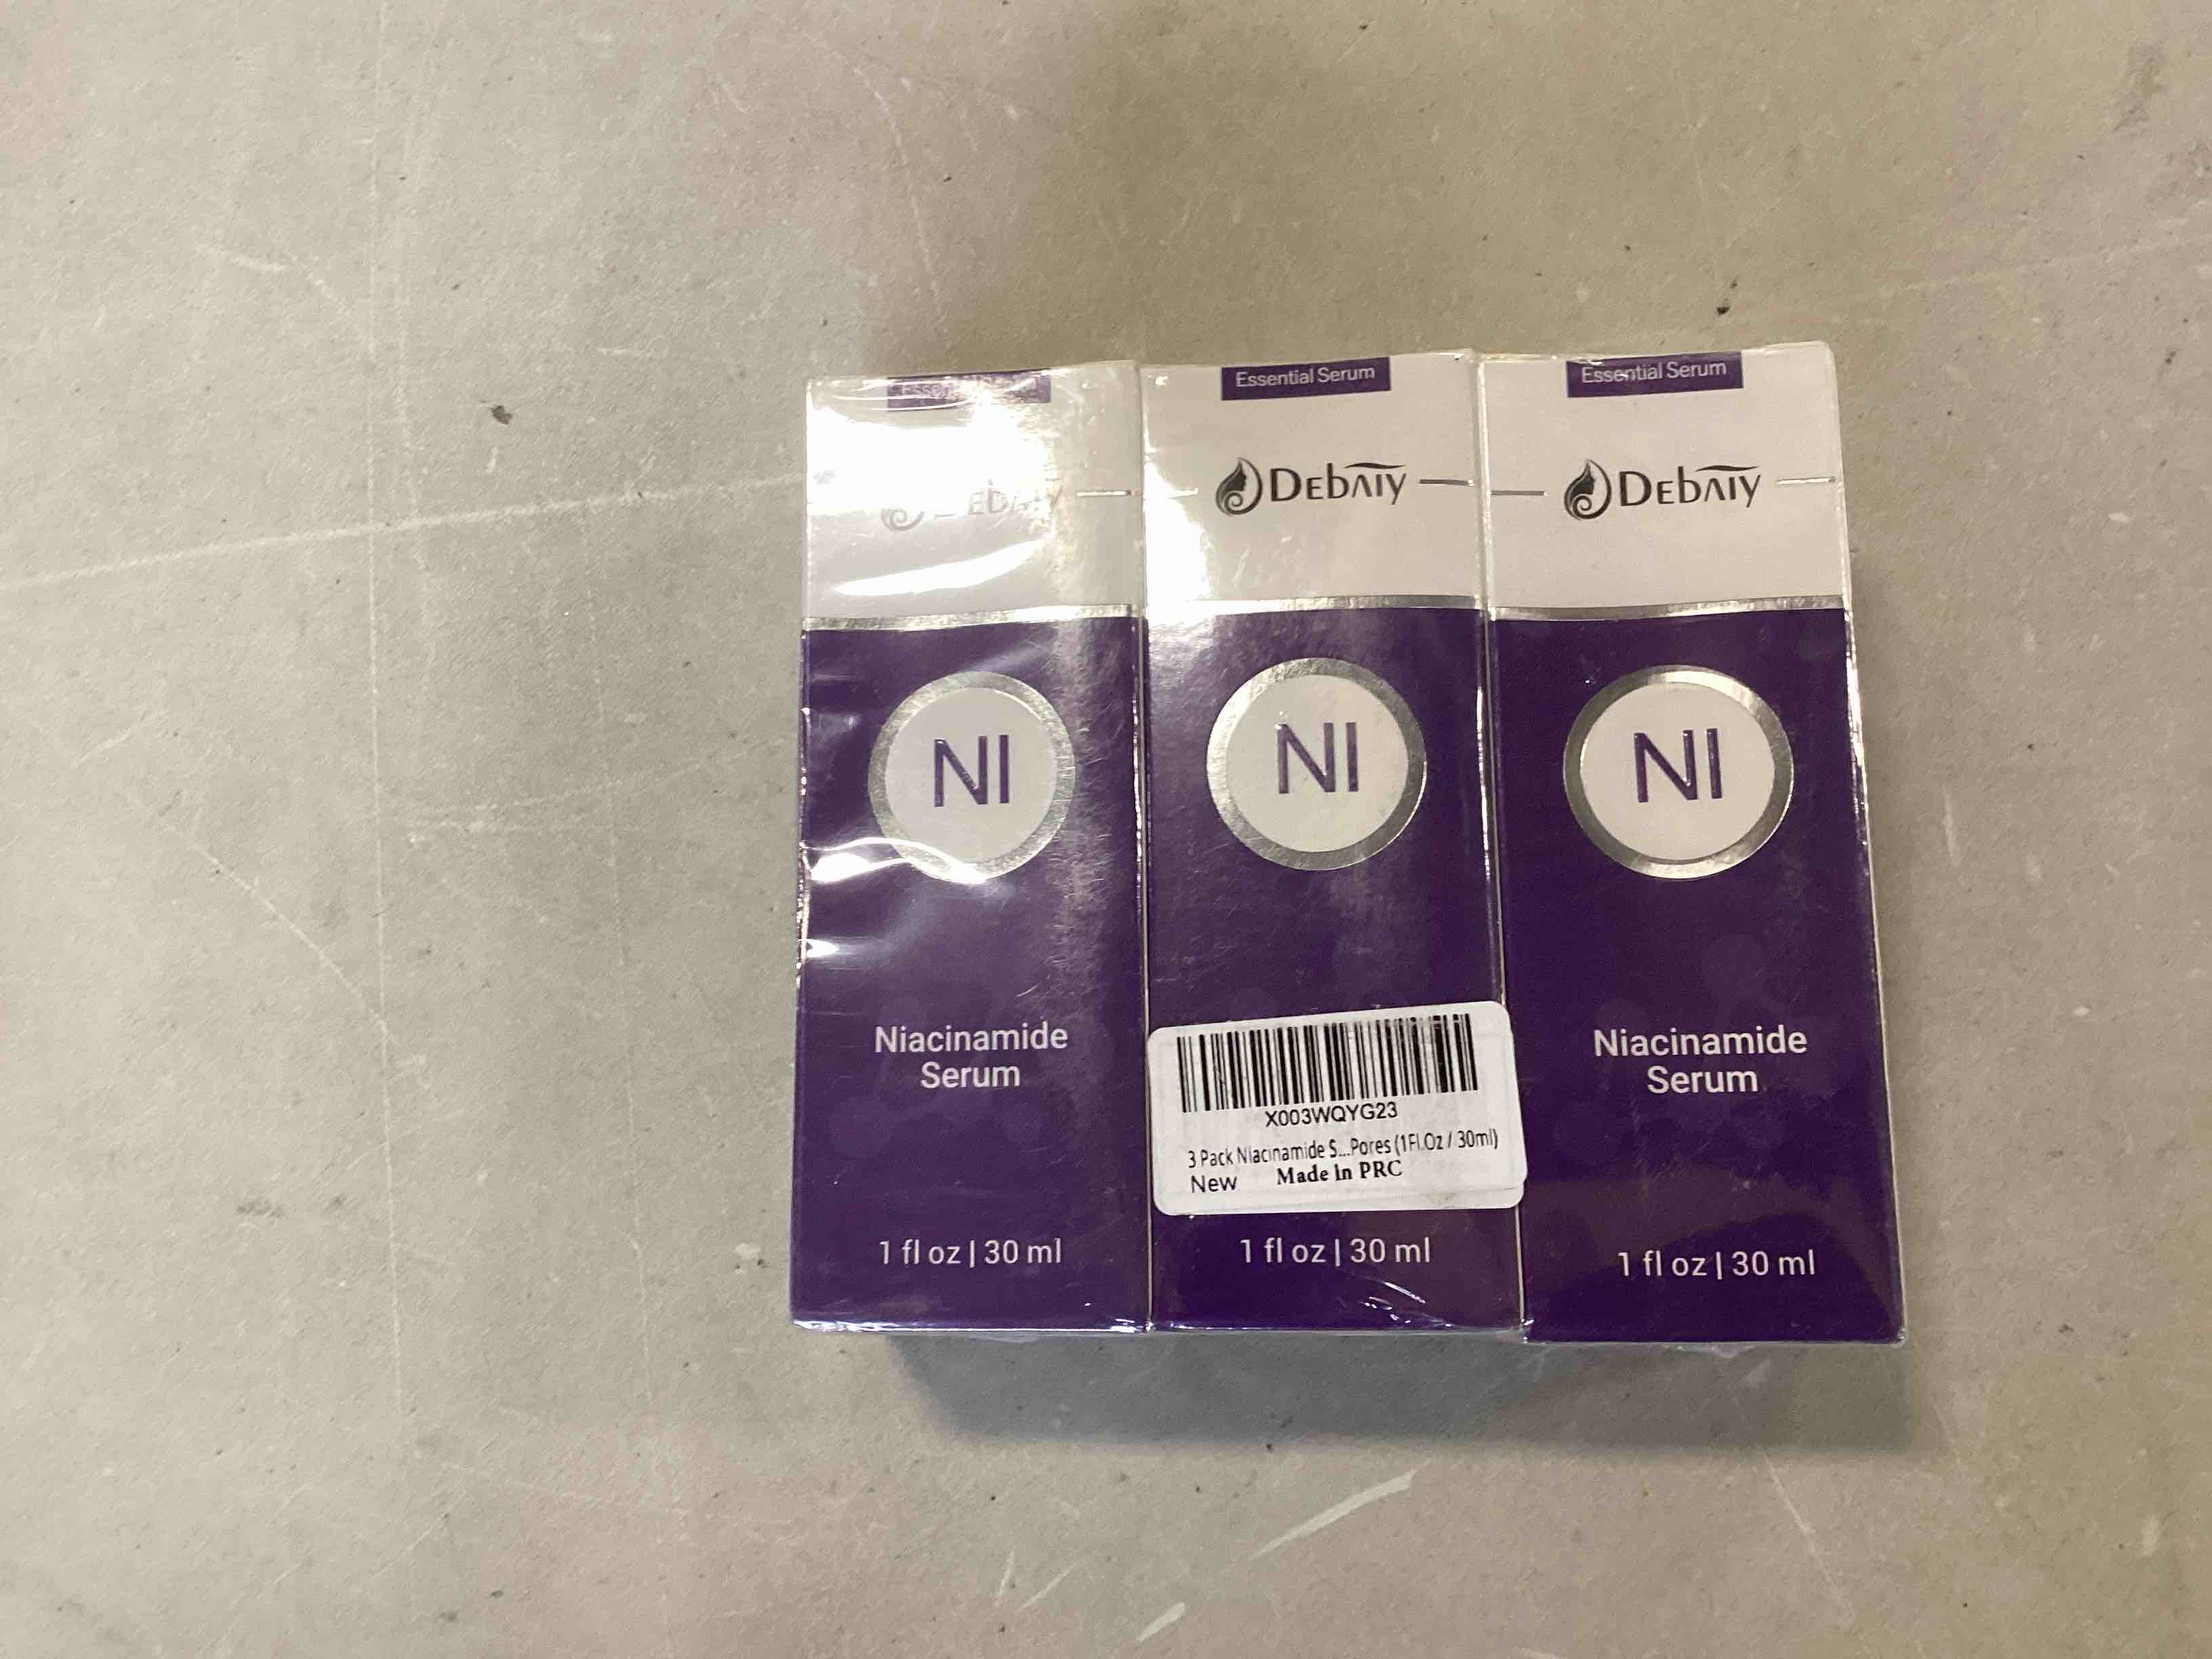 Essential Serum
Essential Serum
DEBAIY
DEBAIY
NI
NI
NI
Niacinamide
Serum
X003WQYG23
3 Pack Niacinamide S...Pores (1Fl.Oz / 30ml)
New Made In PRC
Niacinamide
Serum
1 fl oz | 30 ml
1 fl oz | 30 ml
1 fl oz | 30 ml